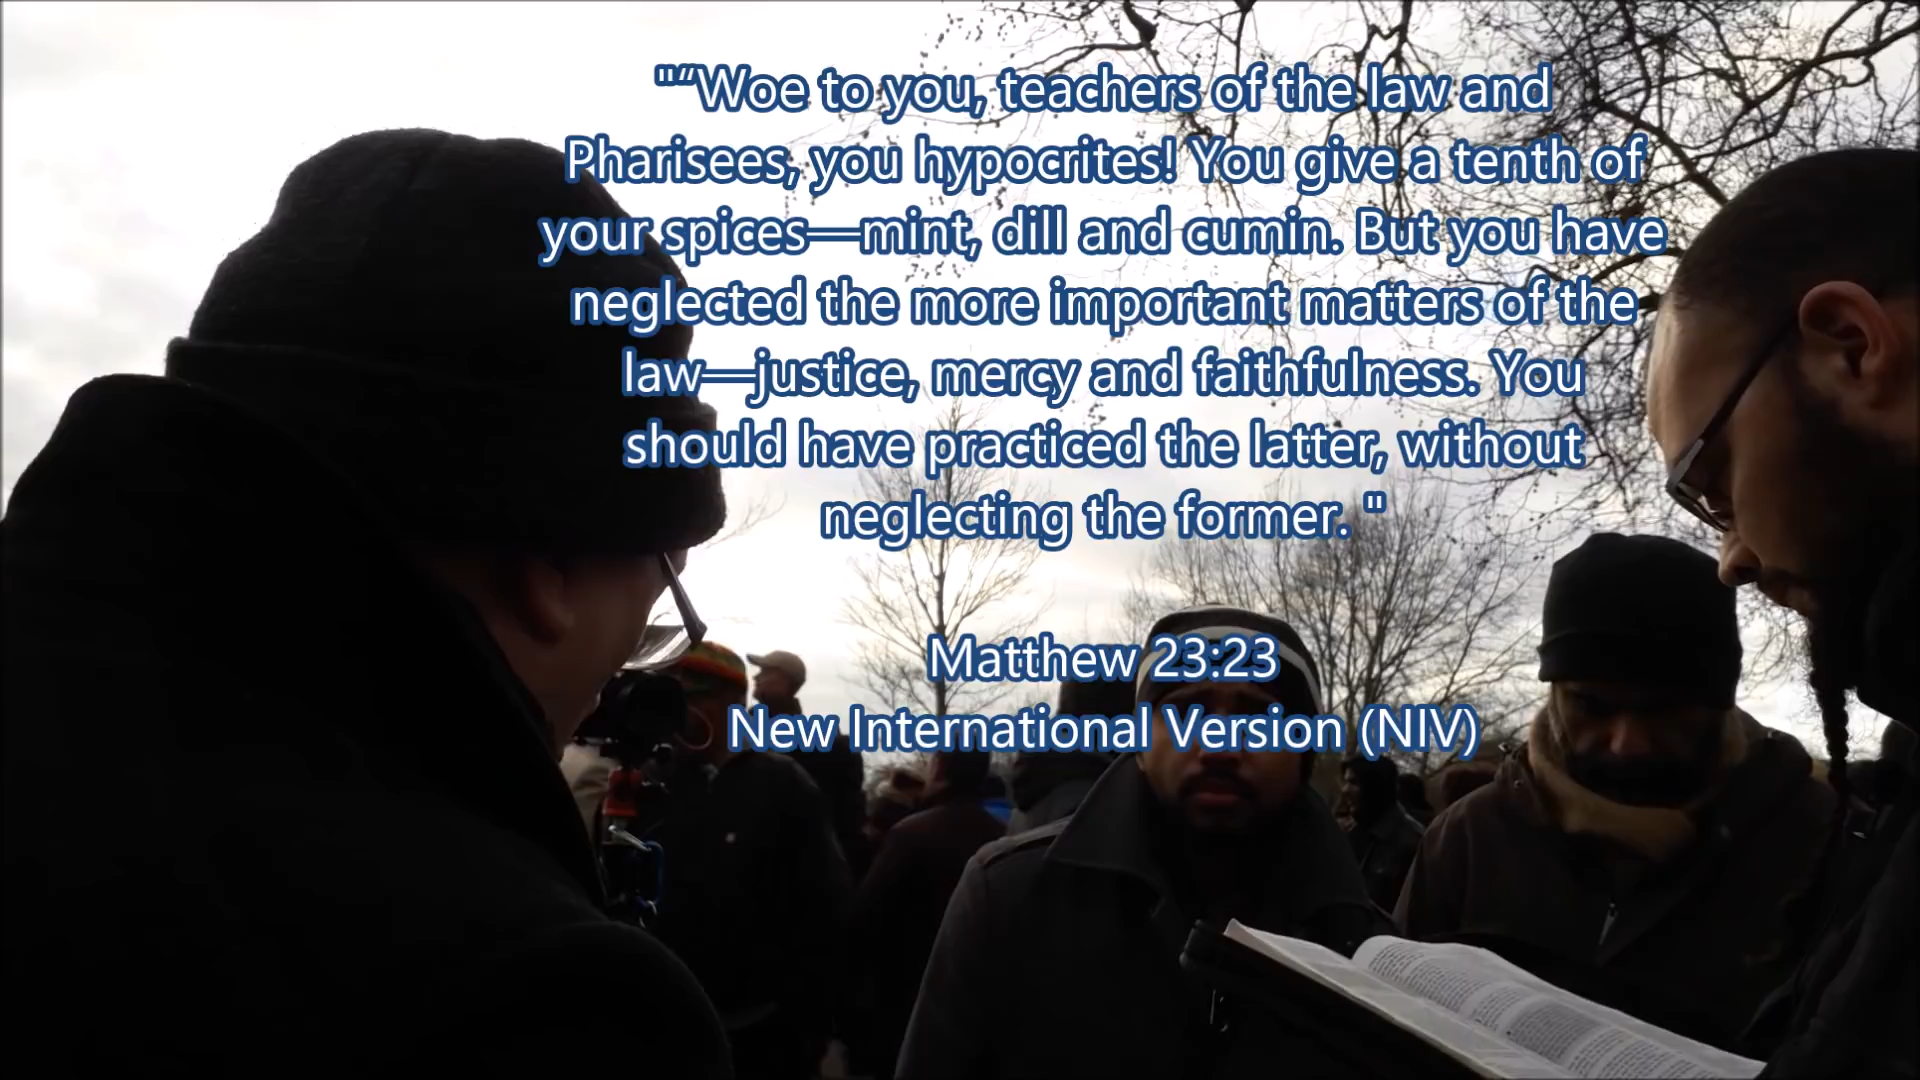 "“Woe to you, teachers of the law and
Pharisees, you hypocrites! You give a tenth of
your spices—mint, dill and cumin. But you have
neglected the more important matters of the
law—justice, mercy and faithfulness. You
should have practiced the latter, without
neglecting the former. "
Matthew 23:23
New International Version (NIV)